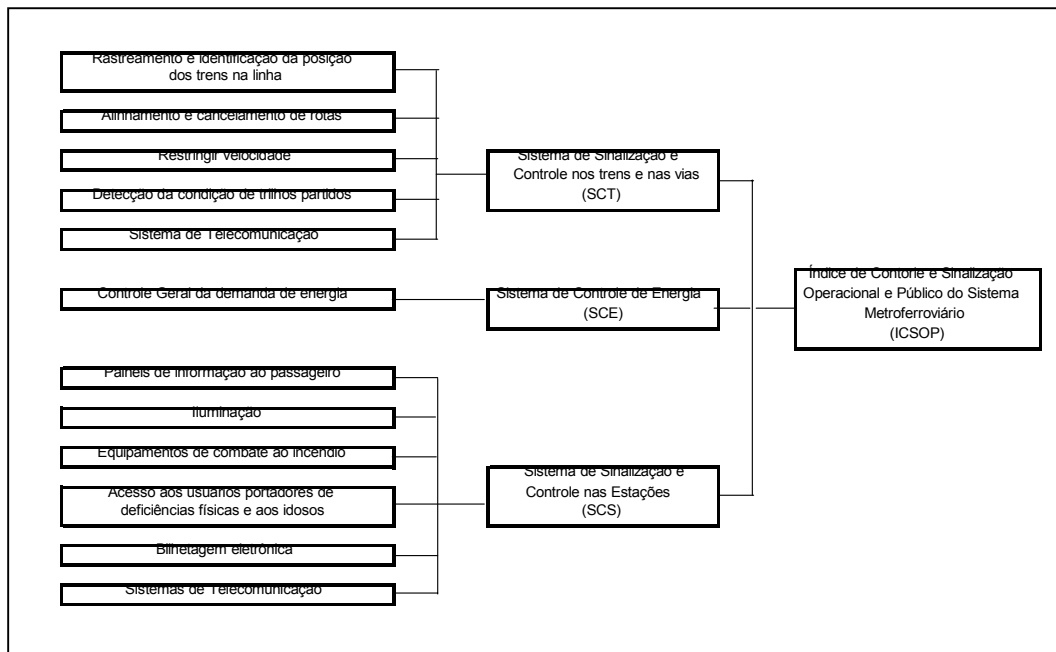 Rastreamento e identificação da posição
dos trens na linha
Alinhamento e cancelamento de rotas
Restringir velocidade
Detecção da condição de trilhos partidos
Sistema de Telecomunicação
Sistema de Sinalização e
Controle nos trens e nas vias
(SCT)
Controle Geral da demanda de energia
Sistema de Controle de Energia
(SCE)
Índice de Contorle e Sinalização
Operacional e Público do Sistema
Metroferroviário
(ICSOP)
Painéis de informação ao passageiro
Iluminação
Equipamentos de combate ao incêndio
Acesso aos usuários portadores de
deficiências físicas e aos idosos
Bilhetagem eletrônica
Sistemas de Telecomunicação
Sistema de Sinalização e
Controle nas Estações
(SCS)